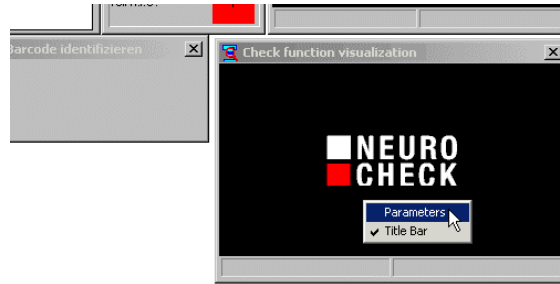 Barcode identifizieren
Check function visualization
NEURO
CHECK
Parameters
Title Bar